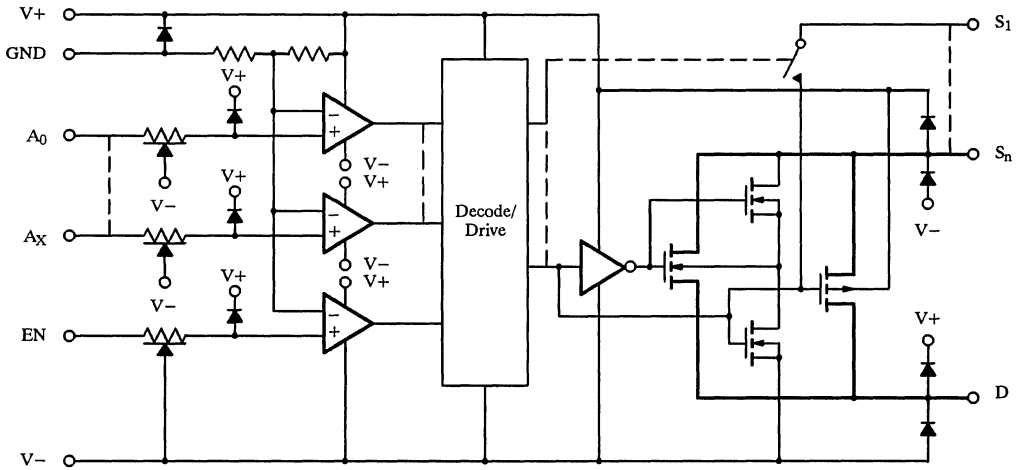 V+
S1
GND
V+
−
+
A0
V−
Sn
V−
V+
V+
−
+
Decode/
Drive
AX
V−
V−
V+
V−
V+
−
+
V+
EN
D
V−